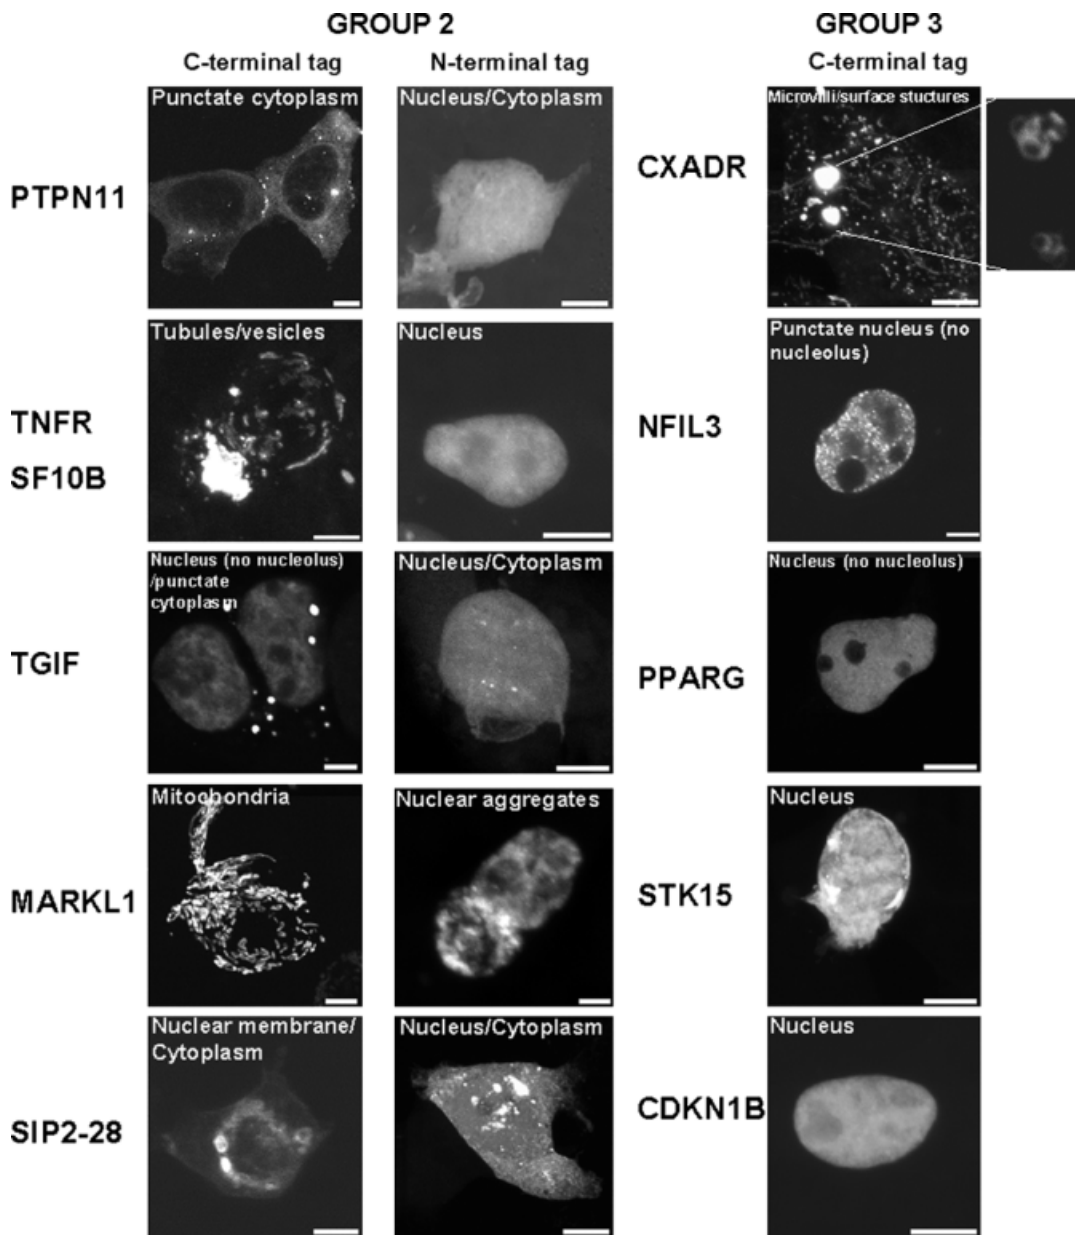 GROUP 2
GROUP 3
C-terminal tag
N-terminal tag
C-terminal tag
PTPN11
Punctate cytoplasm
Nucleus/Cytoplasm
CXADR
Microvilli/surface stuctures
TNFR
SF10B
Tubules/vesicles
Nucleus
NFIL3
Punctate nucleus (no
nucleolus)
TGIF
Nucleus (no nucleolus)
/punctate
cytoplasm
Nucleus/Cytoplasm
PPARG
Nucleus (no nucleolus)
MARKL1
Mitochondria
Nuclear aggregates
STK15
Nucleus
SIP2-28
Nuclear membrane/
Cytoplasm
Nucleus/Cytoplasm
CDKN1B
Nucleus